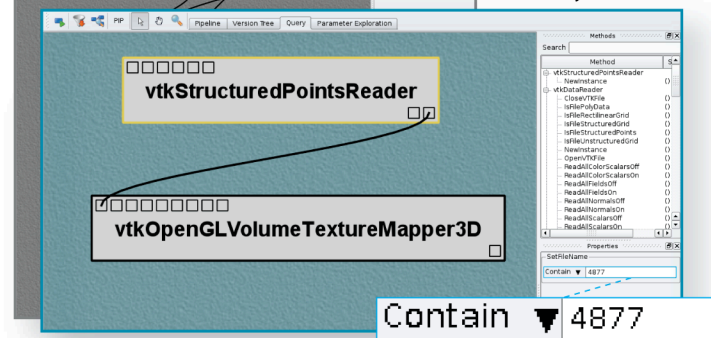 PIP Pipeline Version Tree Query Parameter Exploration
vtkStructuredPointsReader
vtkOpenGLVolumeTextureMapper3D
Methods
Search
Method S
vtkStructuredPointsReader
NewInstance ()
vtkDataReader
CloseVTKFile ()
IsFilePolyData ()
IsFileRectilinearGrid ()
IsFileStructuredGrid ()
IsFileStructuredPoints ()
IsFileUnstructuredGrid ()
NewInstance ()
OpenVTKFile ()
ReadAllColorScalarsOff ()
ReadAllColorScalarsOn ()
ReadAllFieldsOff ()
ReadAllFieldsOn ()
ReadAllNormalsOff ()
ReadAllNormalsOn ()
ReadAllScalarsOff ()
ReadAllScalarsOn ()
Properties
SetFileName
Contain 4877
Contain 4877